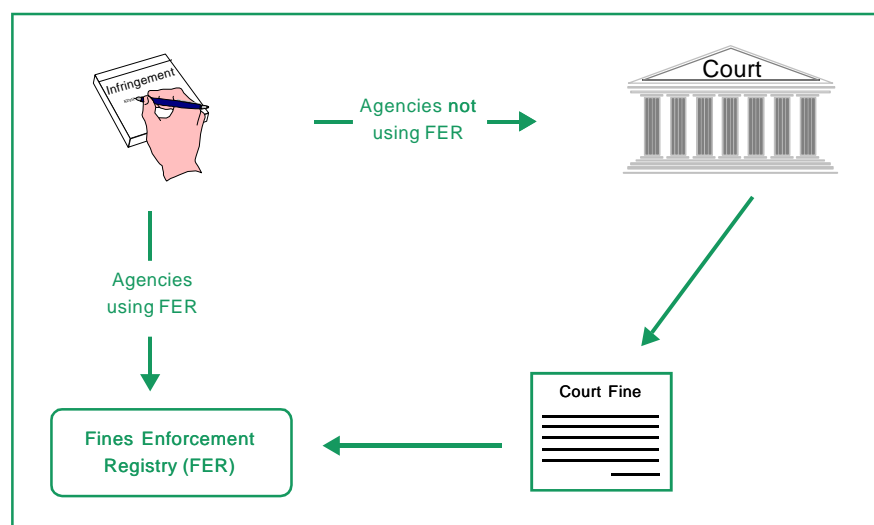 Infringement
Court
Agencies not
using FER
Agencies
using FER
Court Fine
Fines Enforcement
Registry (FER)